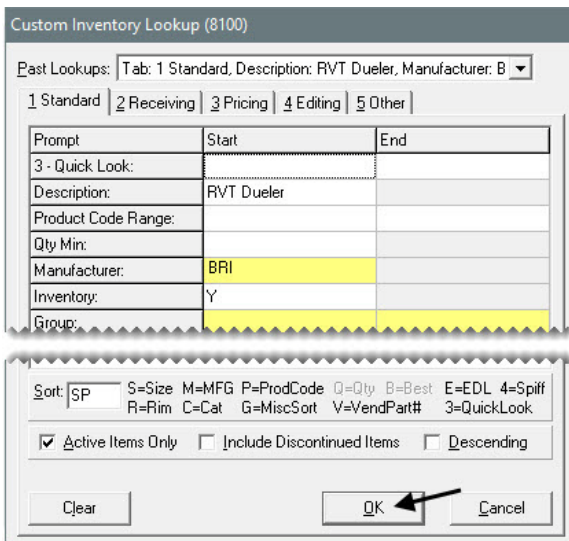 Custom Inventory Lookup (8100)
Past Lookups: Tab: 1 Standard, Description: RVT Dueler, Manufacturer: B
1 Standard 2 Receiving 3 Pricing 4 Editing 5 Other
Prompt Start End
3 - Quick Look:
Description: RVT Dueler
Product Code Range:
Qty Min:
Manufacturer: BRI
Inventory: Y
Group:
Sort: SP S=Size M=MFG P=ProdCode Q=Qty B=Best E=EDL 4=Spiff
R=Rim C=Cat G=MiscSort V=VendPart# 3=QuickLook
Active Items Only Include Discontinued Items Descending
Clear OK Cancel